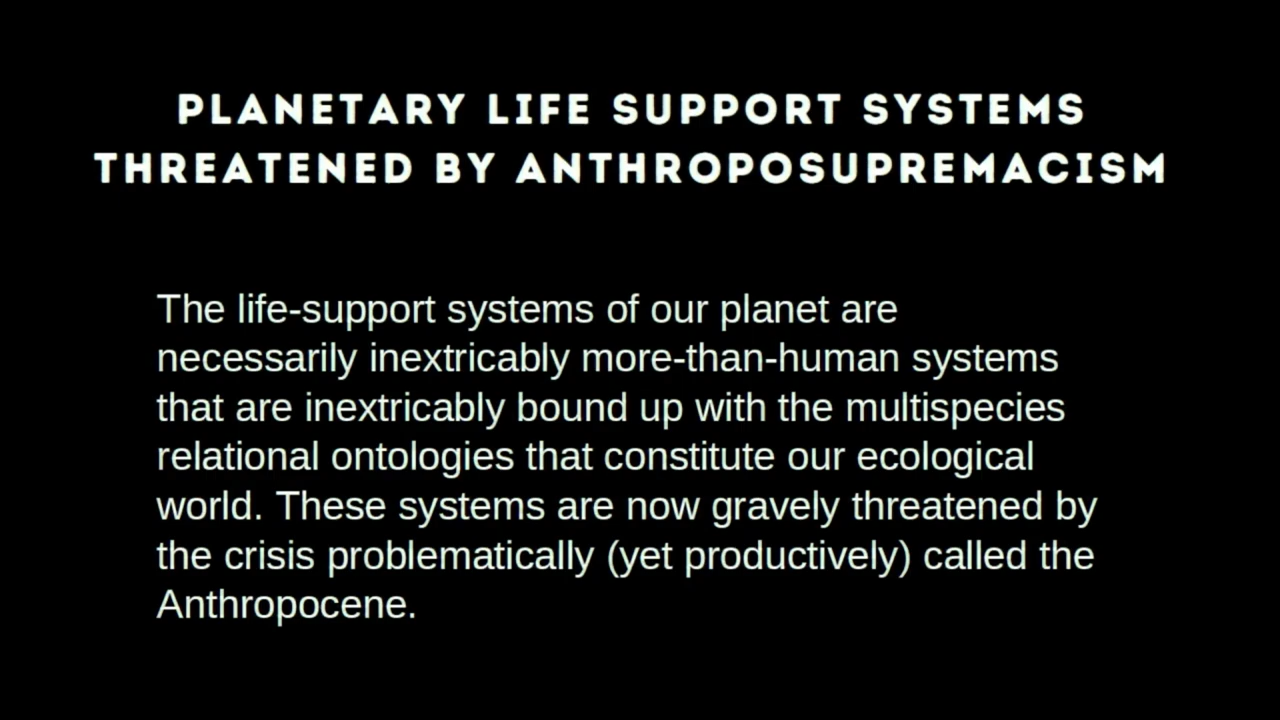 PLANETARY LIFE SUPPORT SYSTEMS
THREATENED BY ANTHROPOSUPREMACISM
The life-support systems of our planet are
necessarily inextricably more-than-human systems
that are inextricably bound up with the multispecies
relational ontologies that constitute our ecological
world. These systems are now gravely threatened by
the crisis problematically (yet productively) called the
Anthropocene.